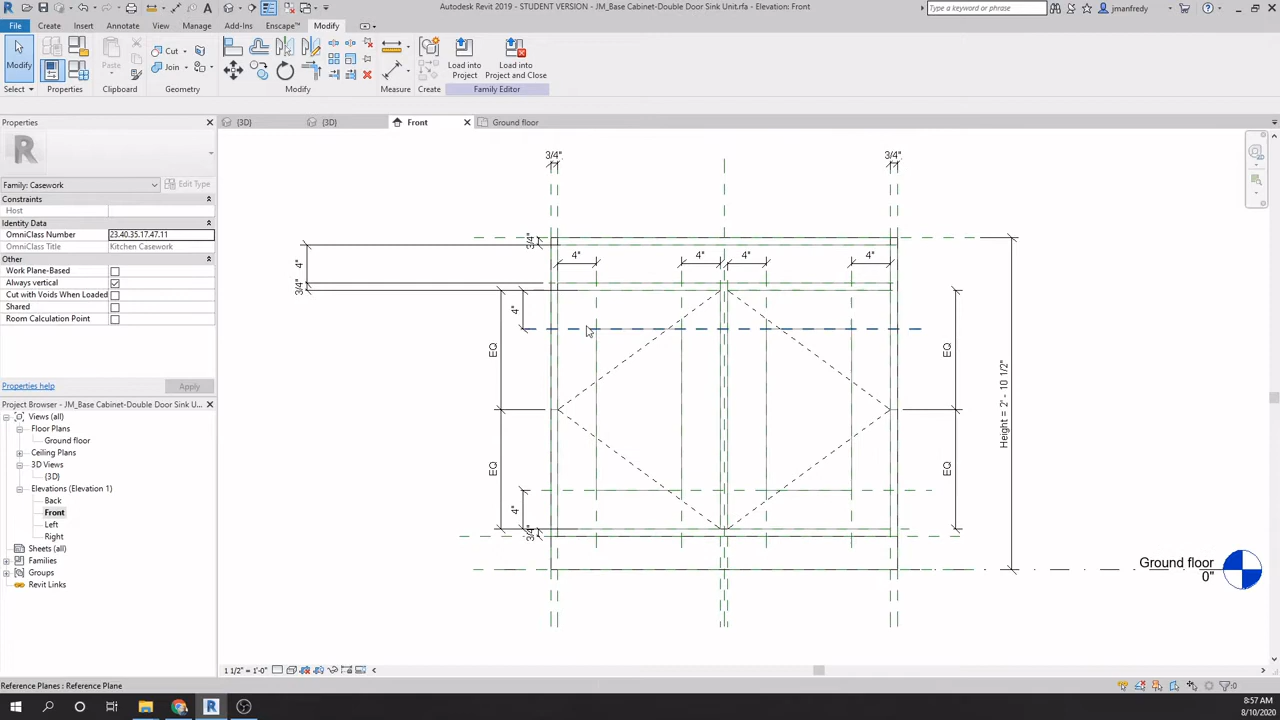 Autodesk Revit 2019 - STUDENT VERSION - JM_Base Cabinet-Double Door Sink Unit.rfa - Elevation: Front
Type a keyword or phrase
jmanfredy
File Create Insert Annotate View Manage Add-Ins Enscape™ Modify
Modify
Paste
Cut
Join
Load into Project
Load into Project and Close
Select Properties Clipboard Geometry Modify Measure Create Family Editor
Properties
{3D}
{3D}
Front
Ground floor
Family: Casework
Edit Type
Constraints
Host
Identity Data
OmniClass Number 23.40.35.17.47.11
OmniClass Title Kitchen Casework
Other
Work Plane-Based
Always vertical
Cut with Voids When Loaded
Shared
Room Calculation Point
Properties help
Apply
Project Browser - JM_Base Cabinet-Double Door Sink U...
Views (all)
Floor Plans
Ground floor
Ceiling Plans
3D Views
{3D}
Elevations (Elevation 1)
Back
Front
Left
Right
Sheets (all)
Families
Groups
Revit Links
3/4"
3/4"
3/4"
4"
4"
4"
4"
4"
3/4"
4"
EQ
EQ
Height = 2' - 10 1/2"
EQ
EQ
4"
3/4"
Ground floor
0"
1 1/2" = 1'-0"
Reference Planes : Reference Plane
:0
8:57 AM
8/10/2020